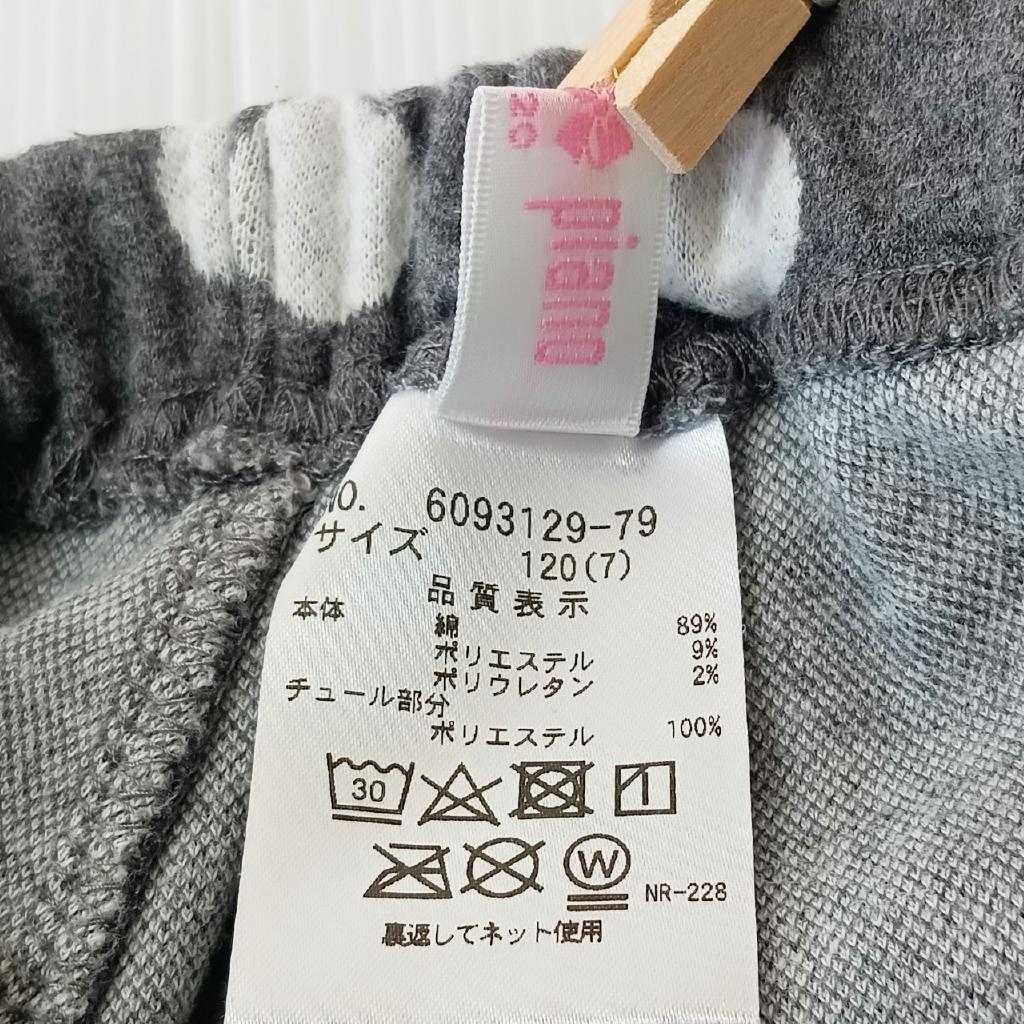 piano
No. 6093129-79
サイズ 120(7)
品質表示
本体 綿 89%
ポリエステル 9%
ポリウレタン 2%
チュール部分
ポリエステル 100%
30
W
NR-228
裏返してネット使用